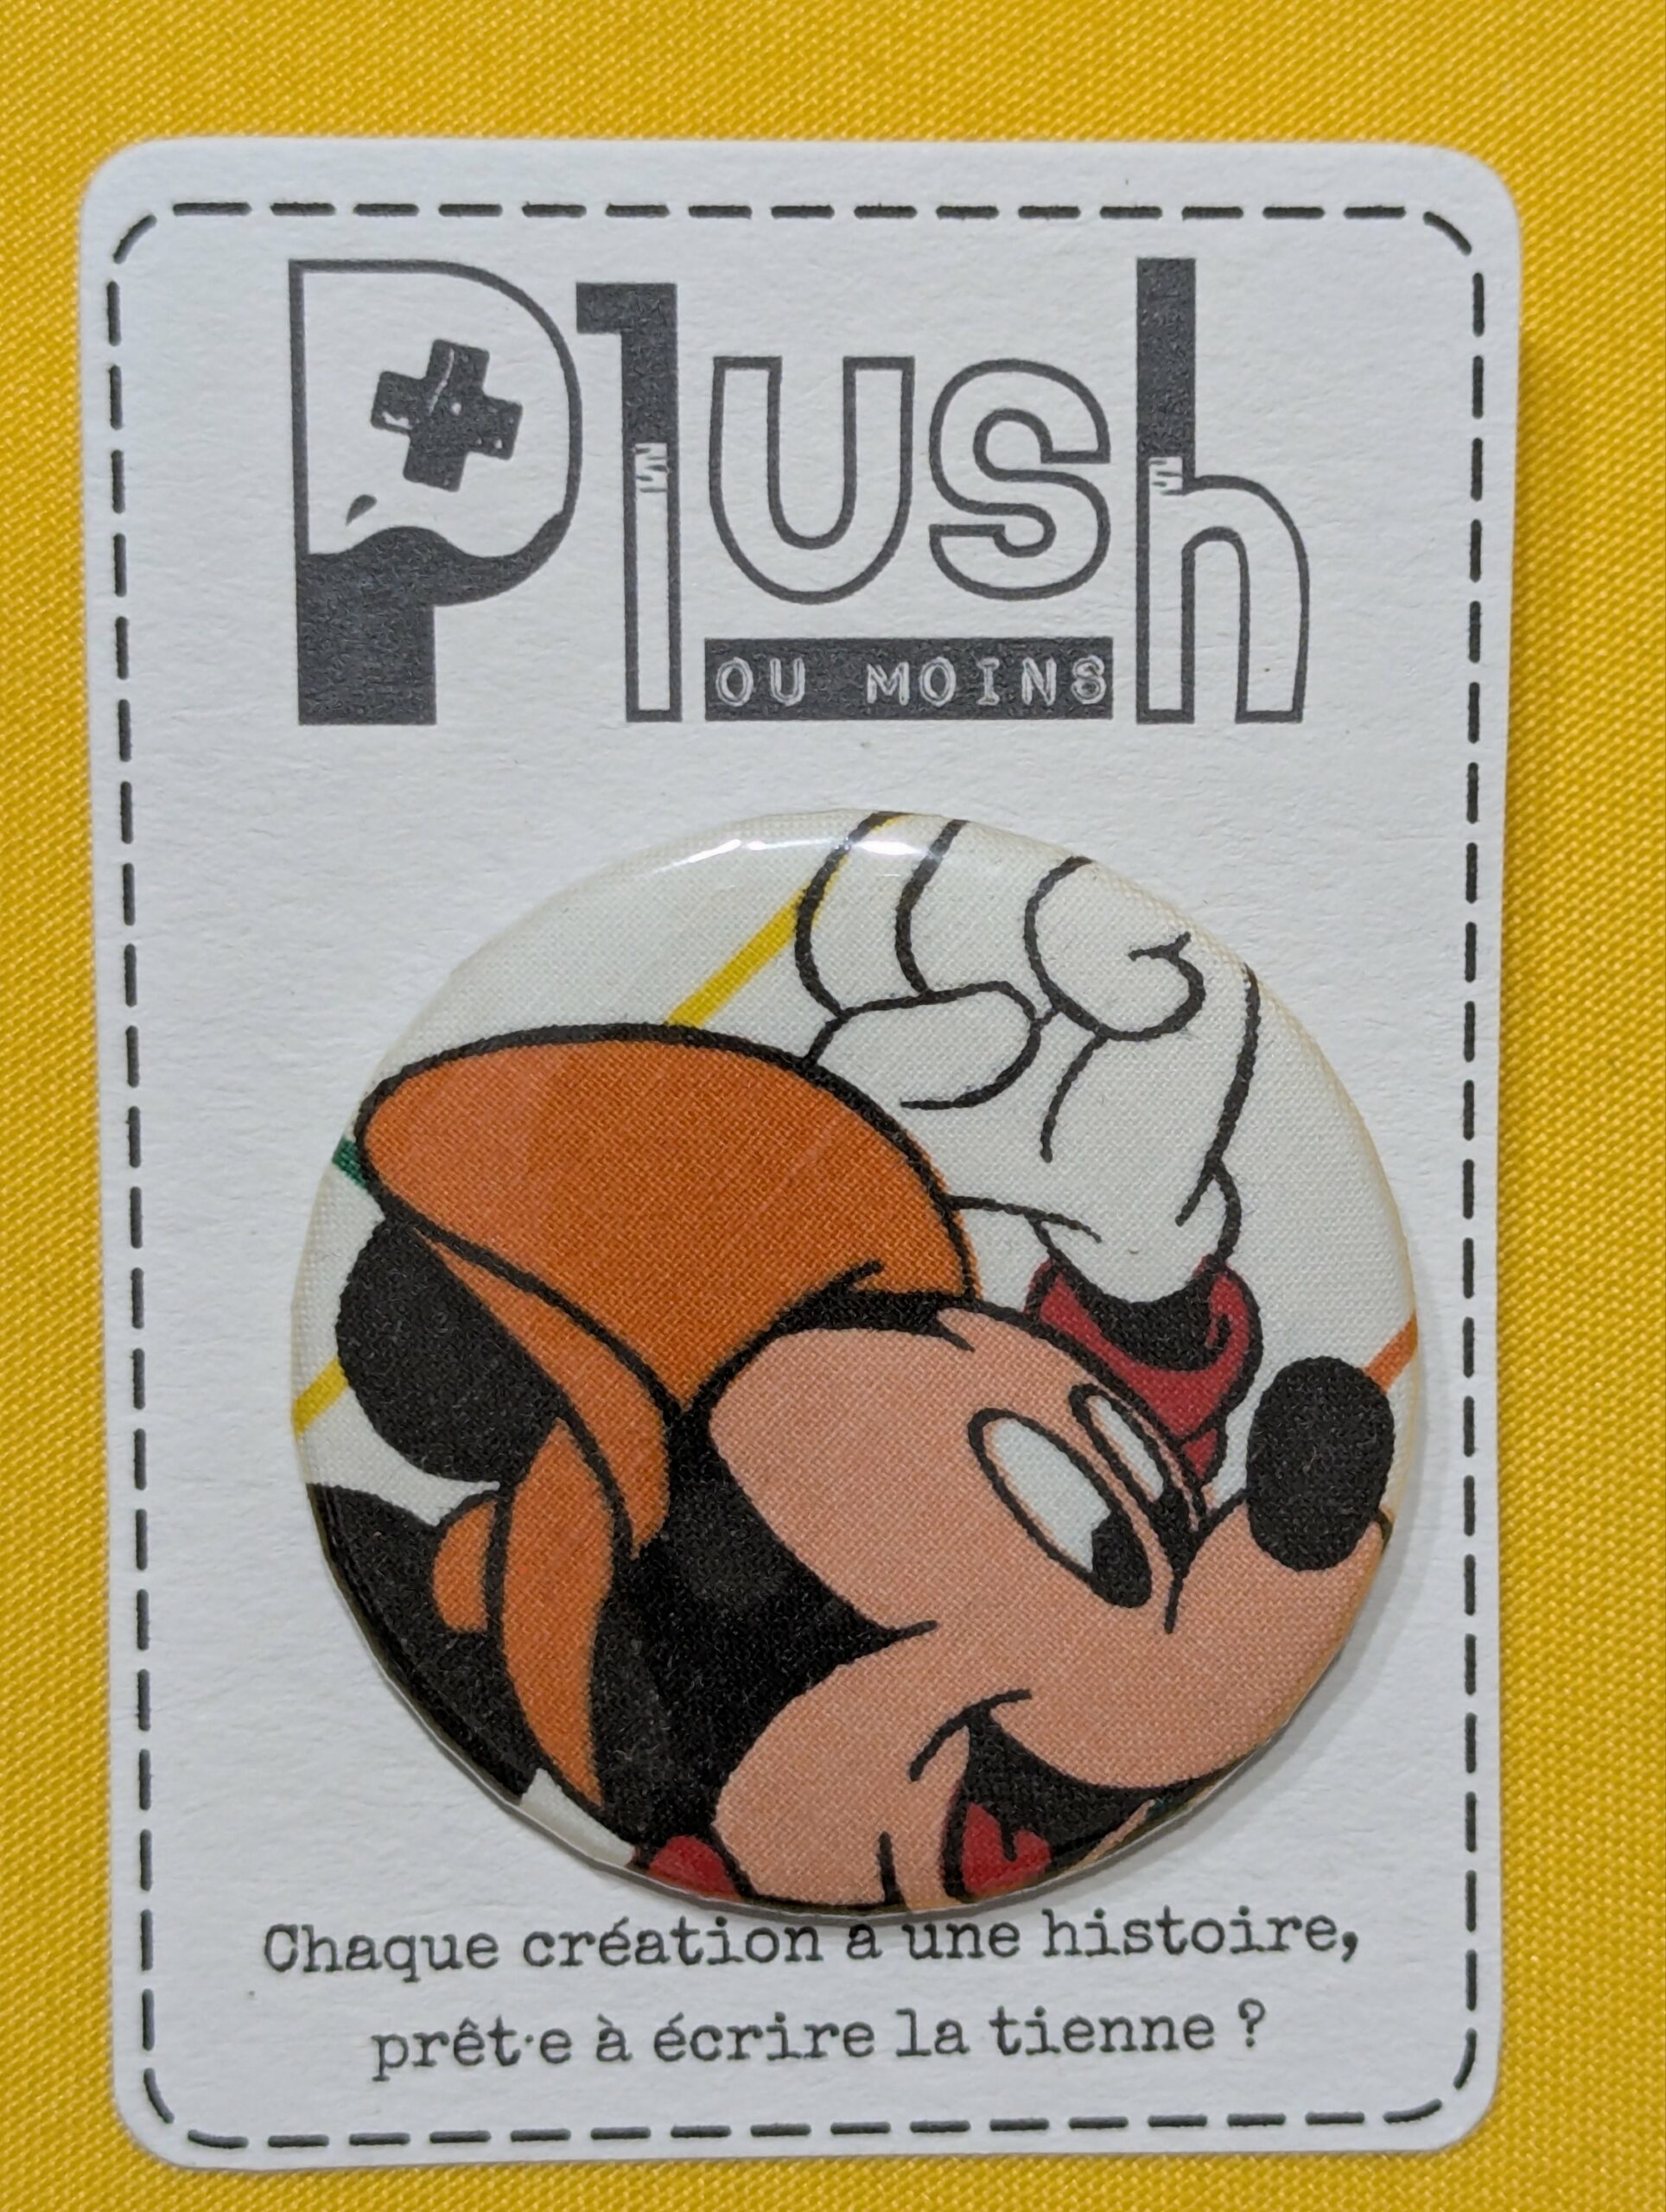 Plush
OU MOINS
Chaque création a une histoire,
prêt·e à écrire la tienne ?